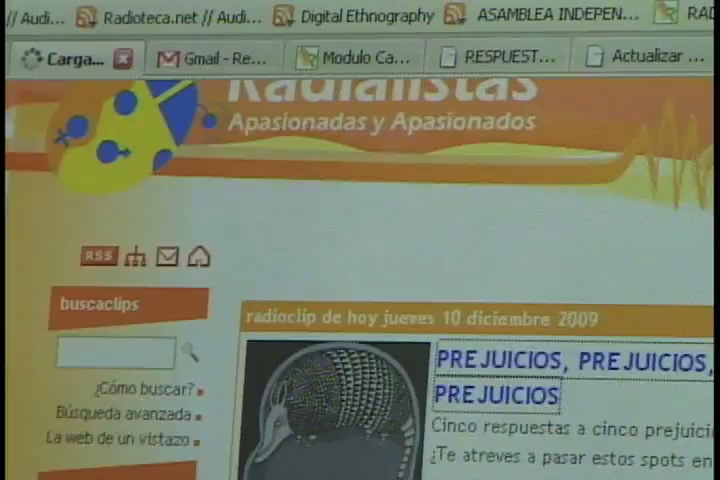 // Audi... Radioteca.net // Audi... Digital Ethnography ASAMBLEA INDEPEN... RAD
Carga... Gmail - Re... Modulo Ca... RESPUEST... Actualizar ...
Radialistas
Apasionadas y Apasionados
RSS
buscaclips
radioclip de hoy jueves 10 diciembre 2009
PREJUICIOS, PREJUICIOS,
PREJUICIOS
¿Cómo buscar?
Búsqueda avanzada
La web de un vistazo
Cinco respuestas a cinco prejuici
¿Te atreves a pasar estos spots en